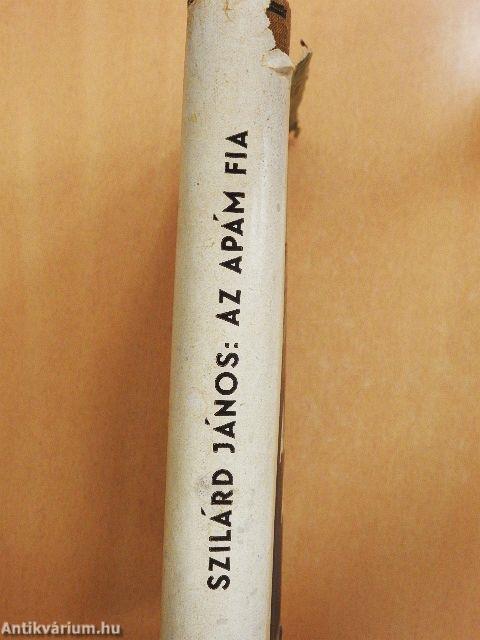 SZILÁRD JÁNOS: AZ APÁM FIA
Antikvárium.hu